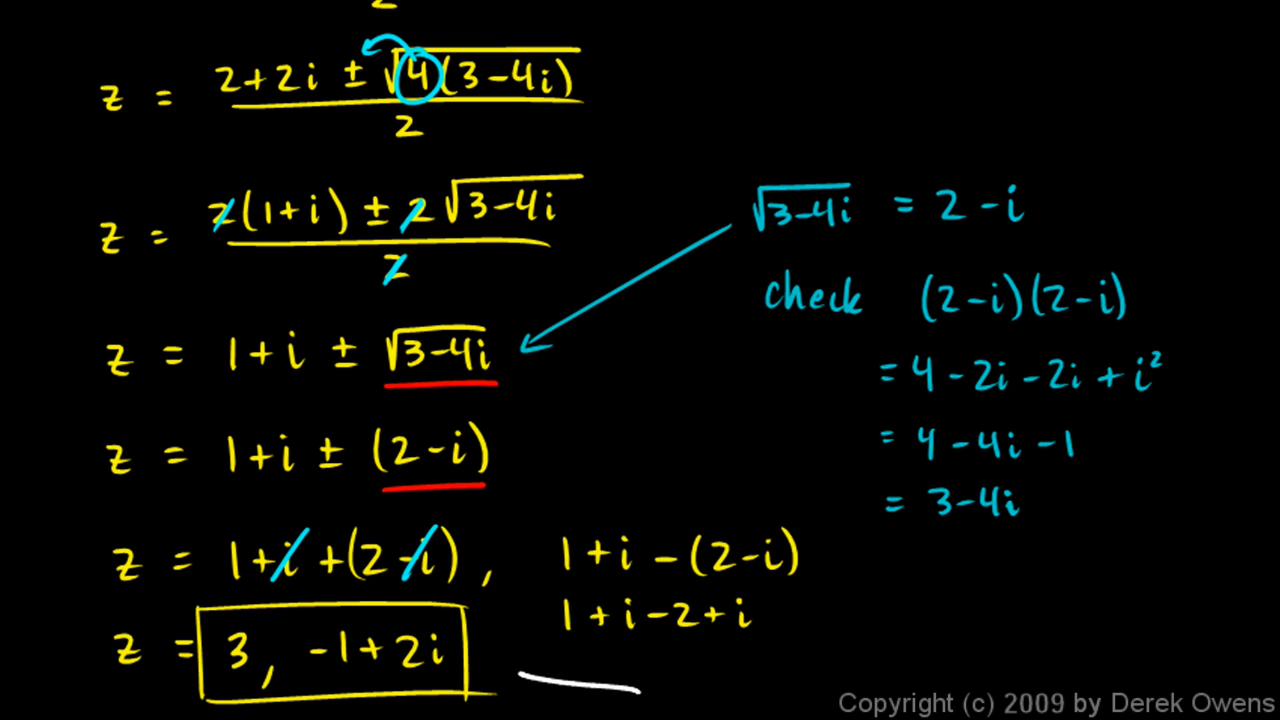 2
z = 2+2i ± √4(3-4i)
2
z = 2(1+i) ± 2√3-4i
2
z = 1+i ± √3-4i
z = 1+i ± (2-i)
z = 1+i +(2-i), 1+i-(2-i)
1+i-2+i
z = 3, -1+2i
√3-4i = 2-i
check (2-i)(2-i)
= 4-2i-2i+i²
= 4-4i-1
= 3-4i
Copyright (c) 2009 by Derek Owens